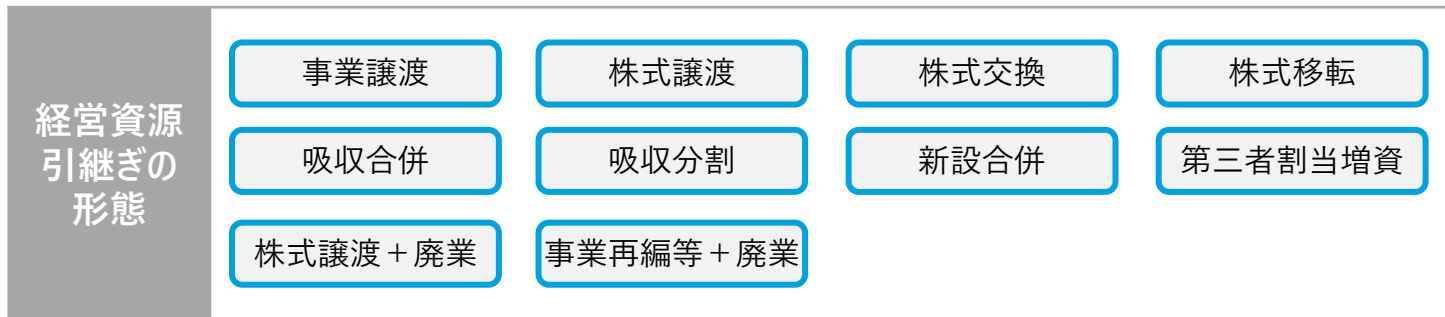 経営資源
引継ぎの
形態
事業譲渡
株式譲渡
株式交換
株式移転
吸収合併
吸収分割
新設合併
第三者割当増資
株式譲渡＋廃業
事業再編等＋廃業